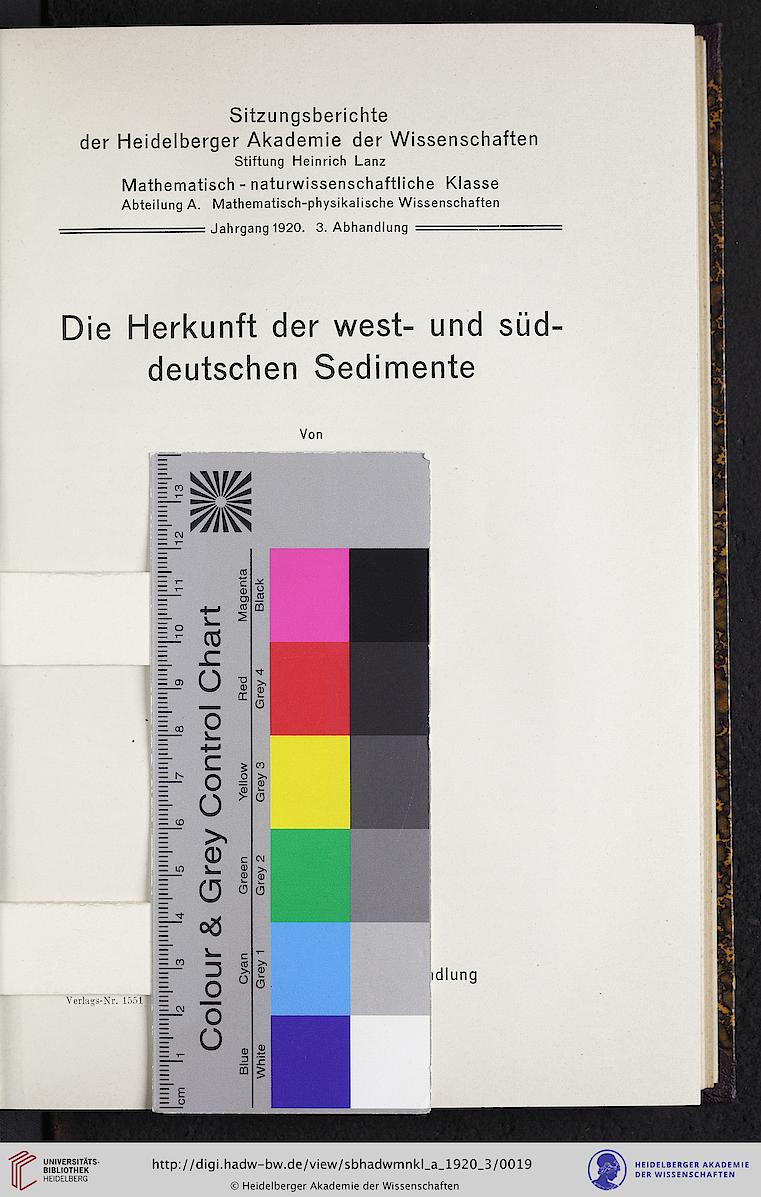 Sitzungsberichte
der Heidelberger Akademie der Wissenschaften
Stiftung Heinrich Lanz
Mathematisch - naturwissenschaftliche Klasse
Abteilung A. Mathematisch-physikalische Wissenschaften
Jahrgang 1920. 3. Abhandlung
Die Herkunft der west- und süd-
deutschen Sedimente
Von
dlung
Verlags-Nr. 1551
Colour & Grey Control Chart
Blue Cyan Green Yellow Red Magenta
White Grey 1 Grey 2 Grey 3 Grey 4 Black
cm 1 2 3 4 5 6 7 8 9 10 11 12 13
UNIVERSITÄTS-
BIBLIOTHEK
HEIDELBERG
http://digi.hadw-bw.de/view/sbhadwmnkl_a_1920_3/0019
© Heidelberger Akademie der Wissenschaften
HEIDELBERGER AKADEMIE
DER WISSENSCHAFTEN